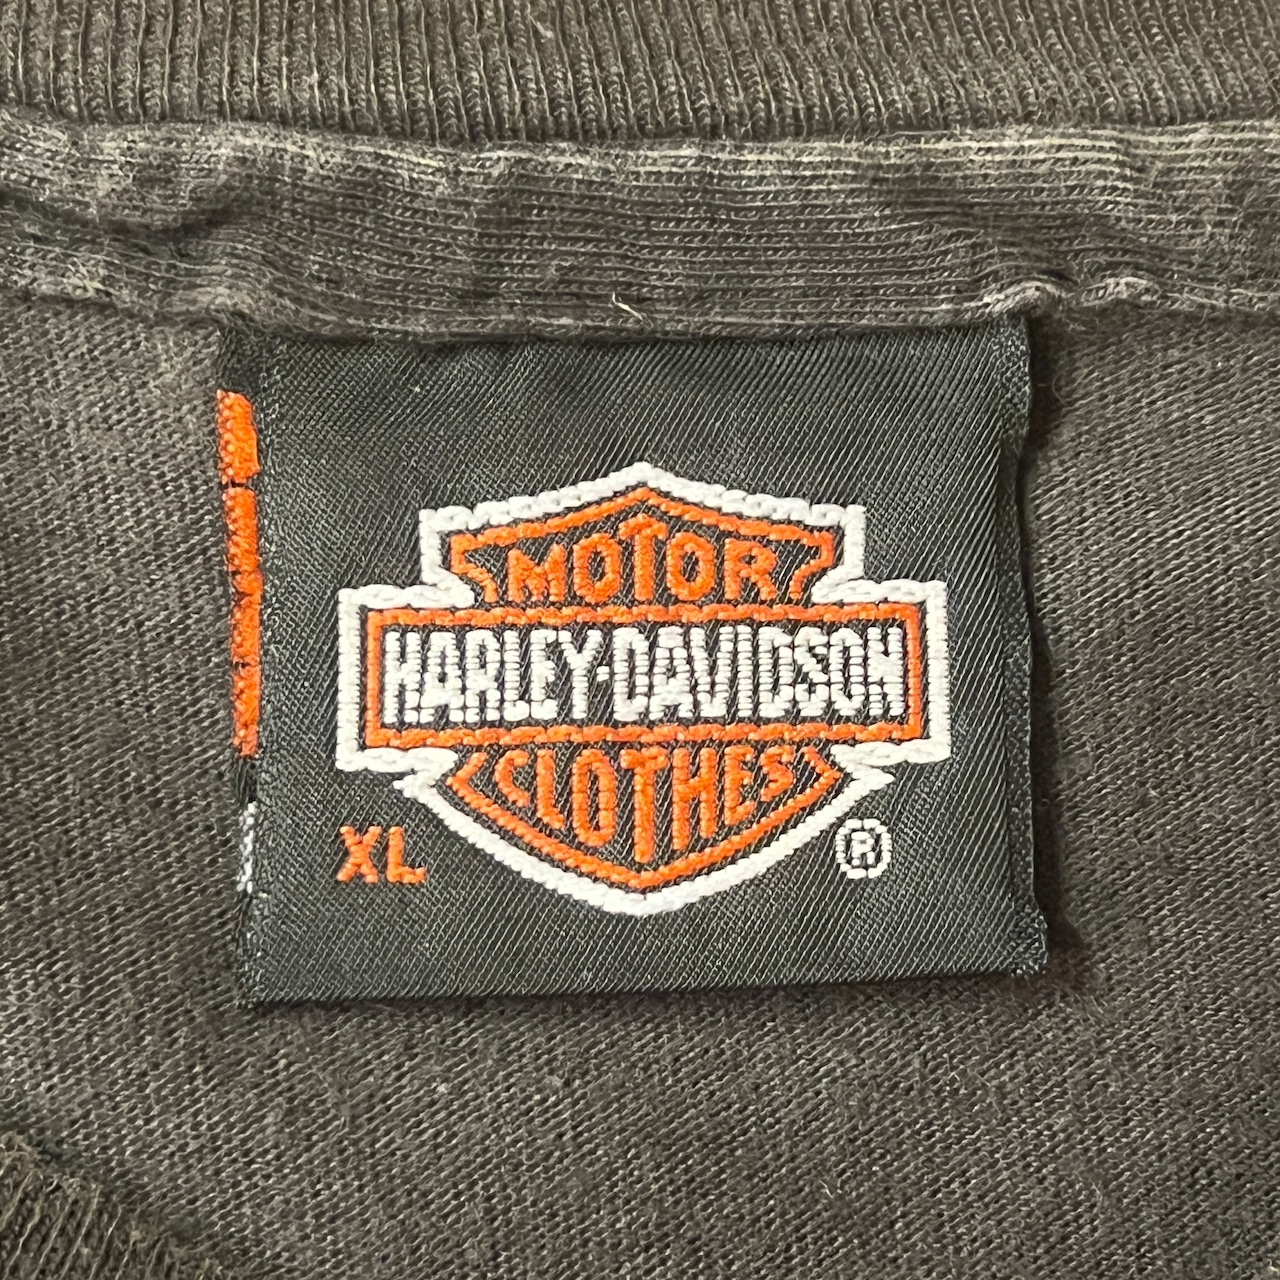 MOTOR
HARLEY-DAVIDSON
CLOTHES
XL ®